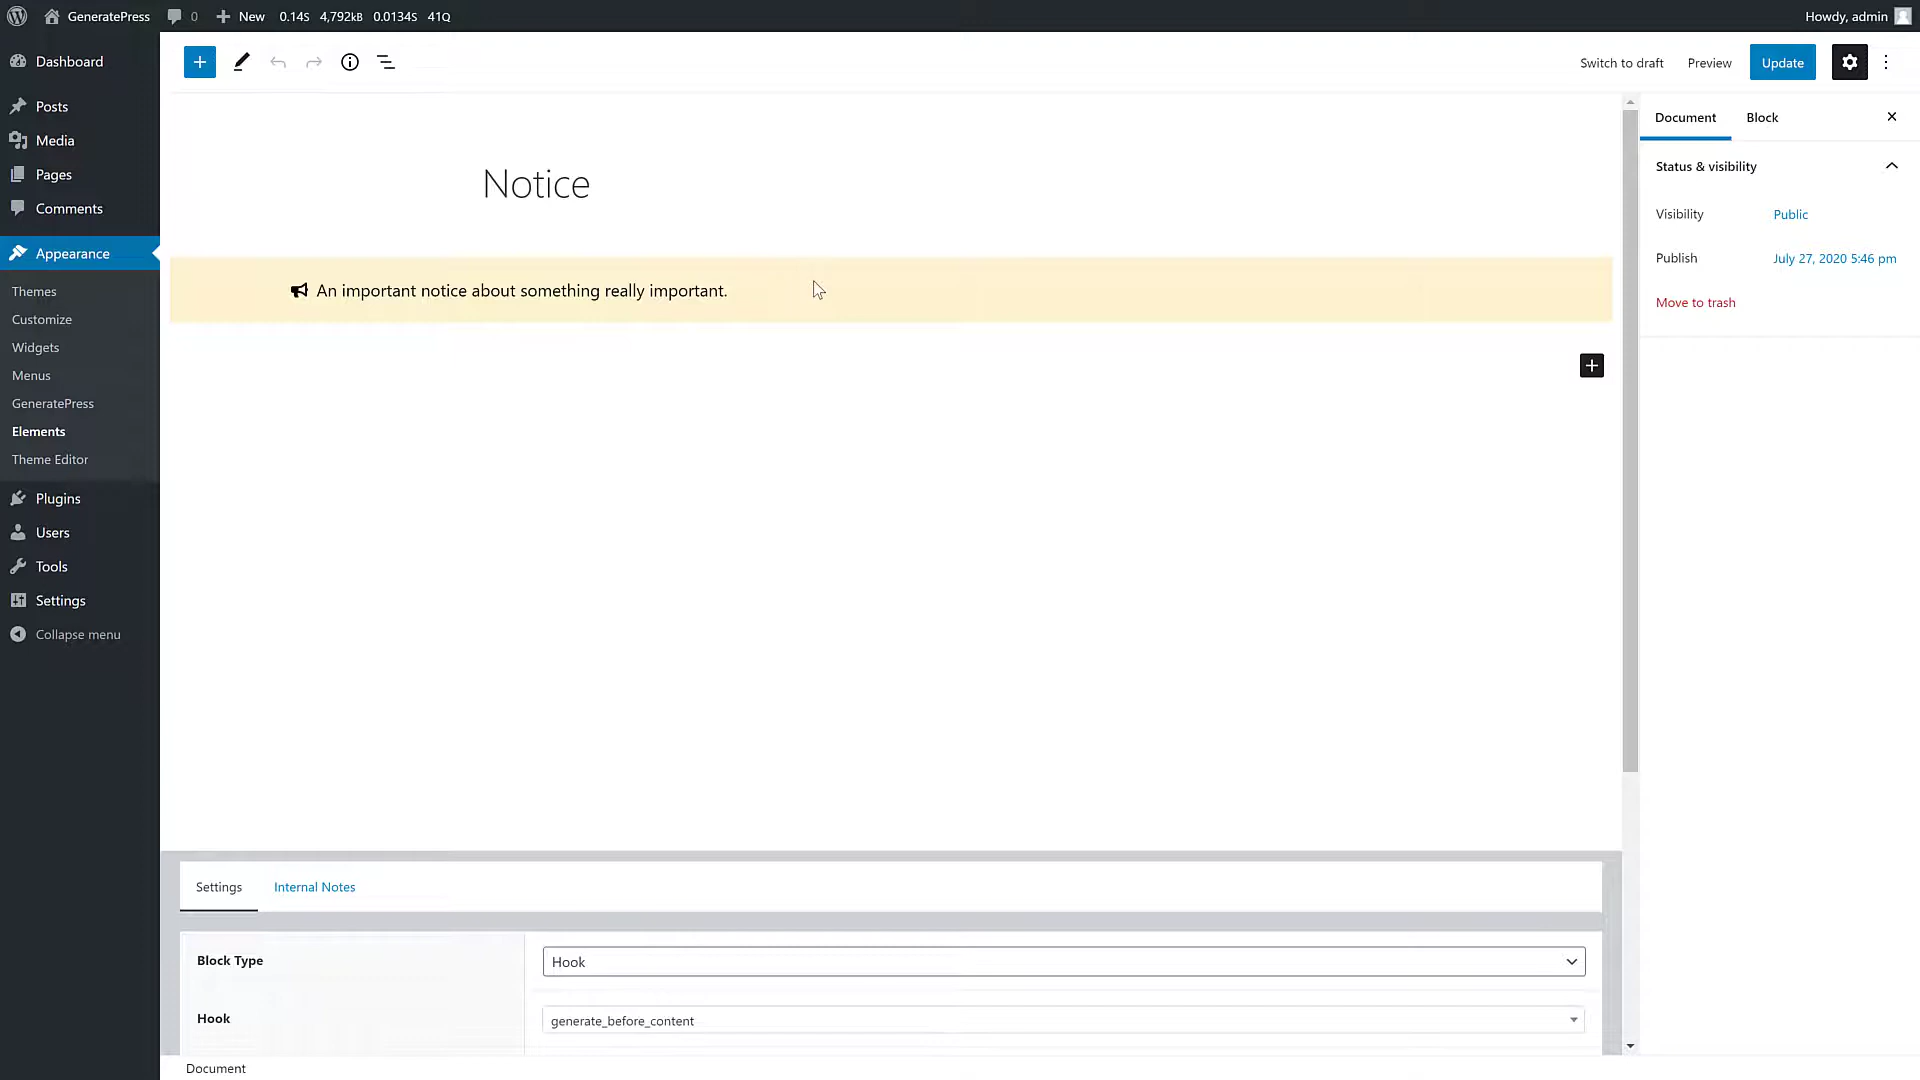 GeneratePress 0 New 0.14S 4,792kB 0.0134S 41Q Howdy, admin
Dashboard
Posts
Media
Pages
Comments
Appearance
Themes
Customize
Widgets
Menus
GeneratePress
Elements
Theme Editor
Plugins
Users
Tools
Settings
Collapse menu
Switch to draft Preview Update
Notice
An important notice about something really important.
Document Block
Status & visibility
Visibility Public
Publish July 27, 2020 5:46 pm
Move to trash
Settings Internal Notes
Block Type Hook
Hook generate_before_content
Document